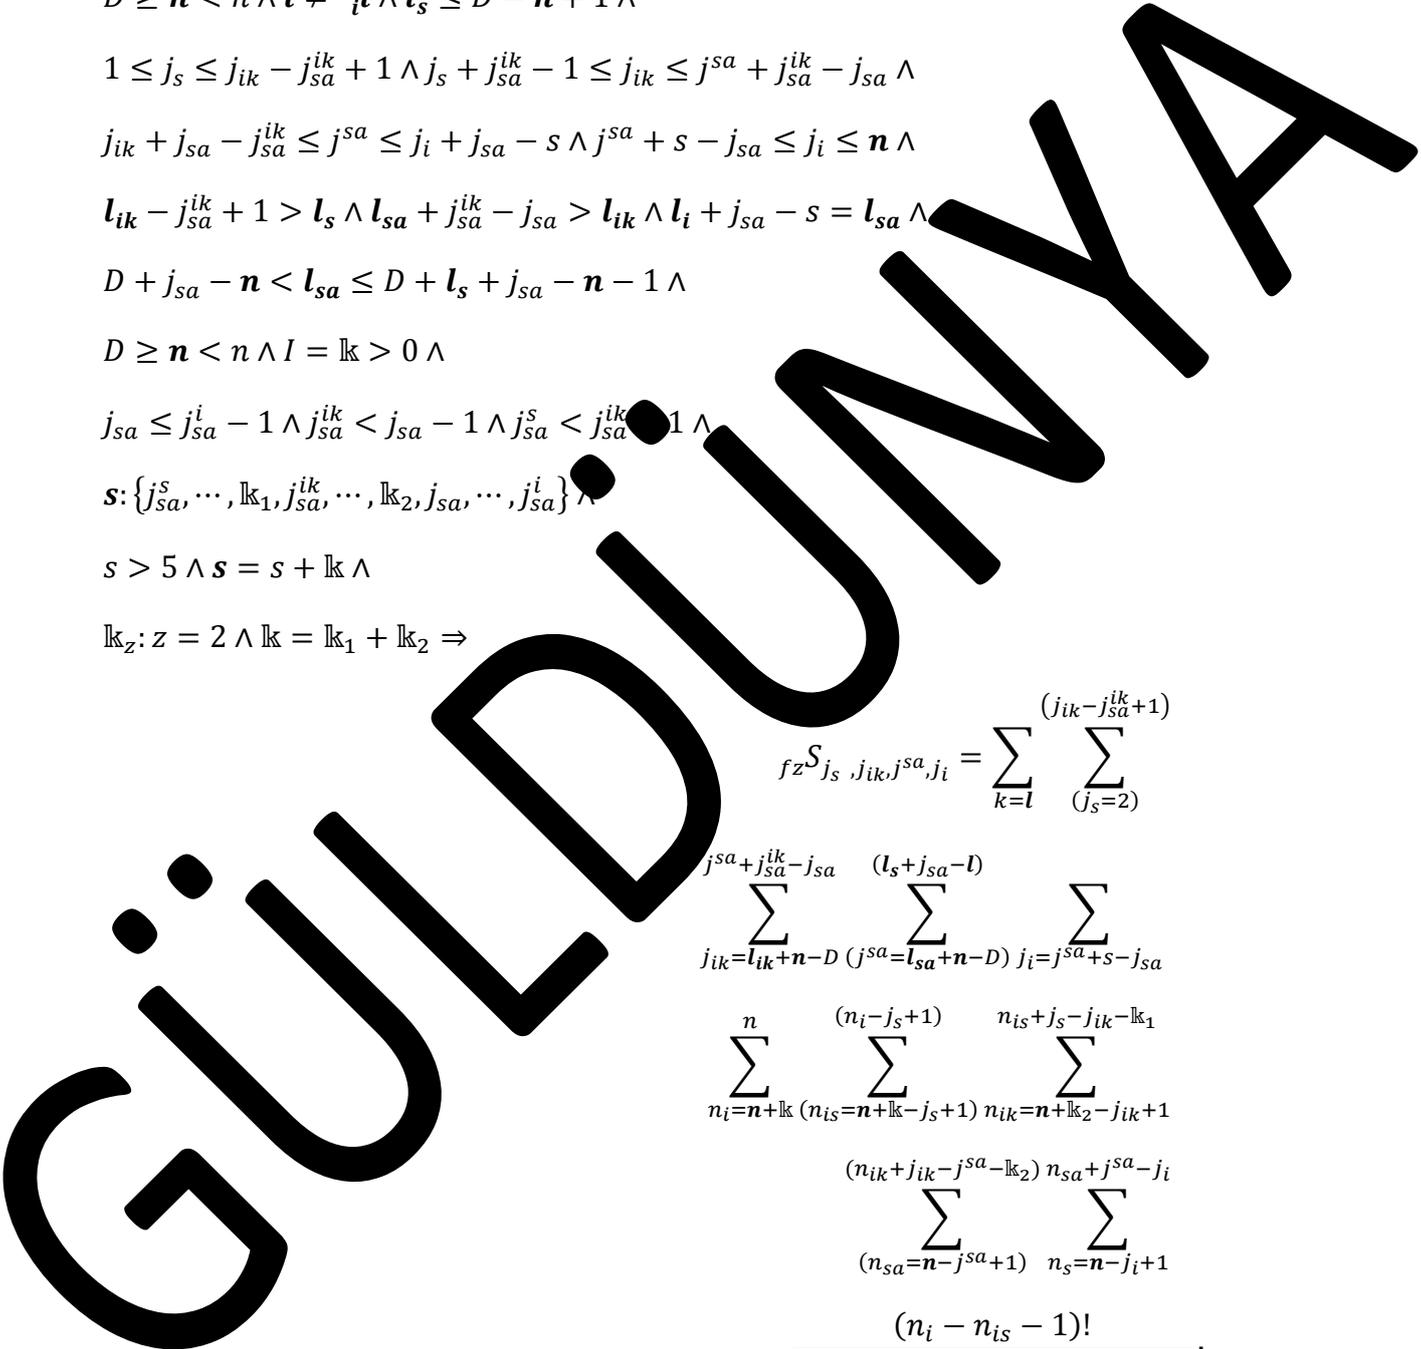 D ≥ n < n ∧ l ≠ _i l ∧ l_s ≤ D − n + 1 ∧
1 ≤ j_s ≤ j_{ik} − j_{sa}^{ik} + 1 ∧ j_s + j_{sa}^{ik} − 1 ≤ j_{ik} ≤ j^{sa} + j_{sa}^{ik} − j_{sa} ∧
j_{ik} + j_{sa} − j_{sa}^{ik} ≤ j^{sa} ≤ j_i + j_{sa} − s ∧ j^{sa} + s − j_{sa} ≤ j_i ≤ n ∧
l_{ik} − j_{sa}^{ik} + 1 > l_s ∧ l_{sa} + j_{sa}^{ik} − j_{sa} > l_{ik} ∧ l_i + j_{sa} − s = l_{sa} ∧
D + j_{sa} − n < l_{sa} ≤ D + l_s + j_{sa} − n − 1 ∧
D ≥ n < n ∧ I = 𝕜 > 0 ∧
j_{sa} ≤ j_{sa}^{i} − 1 ∧ j_{sa}^{ik} < j_{sa} − 1 ∧ j_{sa}^{s} < j_{sa}^{ik} 1 ∧
s: {j_{sa}^{s}, ⋯, 𝕜_1, j_{sa}^{ik}, ⋯, 𝕜_2, j_{sa}, ⋯, j_{sa}^{i}} ∧
s > 5 ∧ s = s + 𝕜 ∧
𝕜_z: z = 2 ∧ 𝕜 = 𝕜_1 + 𝕜_2 ⇒
GÜLDÜNYA
(j_{ik}−j_{sa}^{ik}+1)
_{fz}S_{j_s ,j_{ik},j^{sa},j_i} = ∑ ∑
k=l (j_s=2)
j^{sa}+j_{sa}^{ik}−j_{sa} (l_s+j_{sa}−l)
∑ ∑ ∑
j_{ik}=l_{ik}+n−D (j^{sa}=l_{sa}+n−D) j_i=j^{sa}+s−j_{sa}
n (n_i−j_s+1) n_{is}+j_s−j_{ik}−𝕜_1
∑ ∑ ∑
n_i=n+𝕜 (n_{is}=n+𝕜−j_s+1) n_{ik}=n+𝕜_2−j_{ik}+1
(n_{ik}+j_{ik}−j^{sa}−𝕜_2) n_{sa}+j^{sa}−j_i
∑ ∑
(n_{sa}=n−j^{sa}+1) n_s=n−j_i+1
(n_i − n_{is} − 1)!